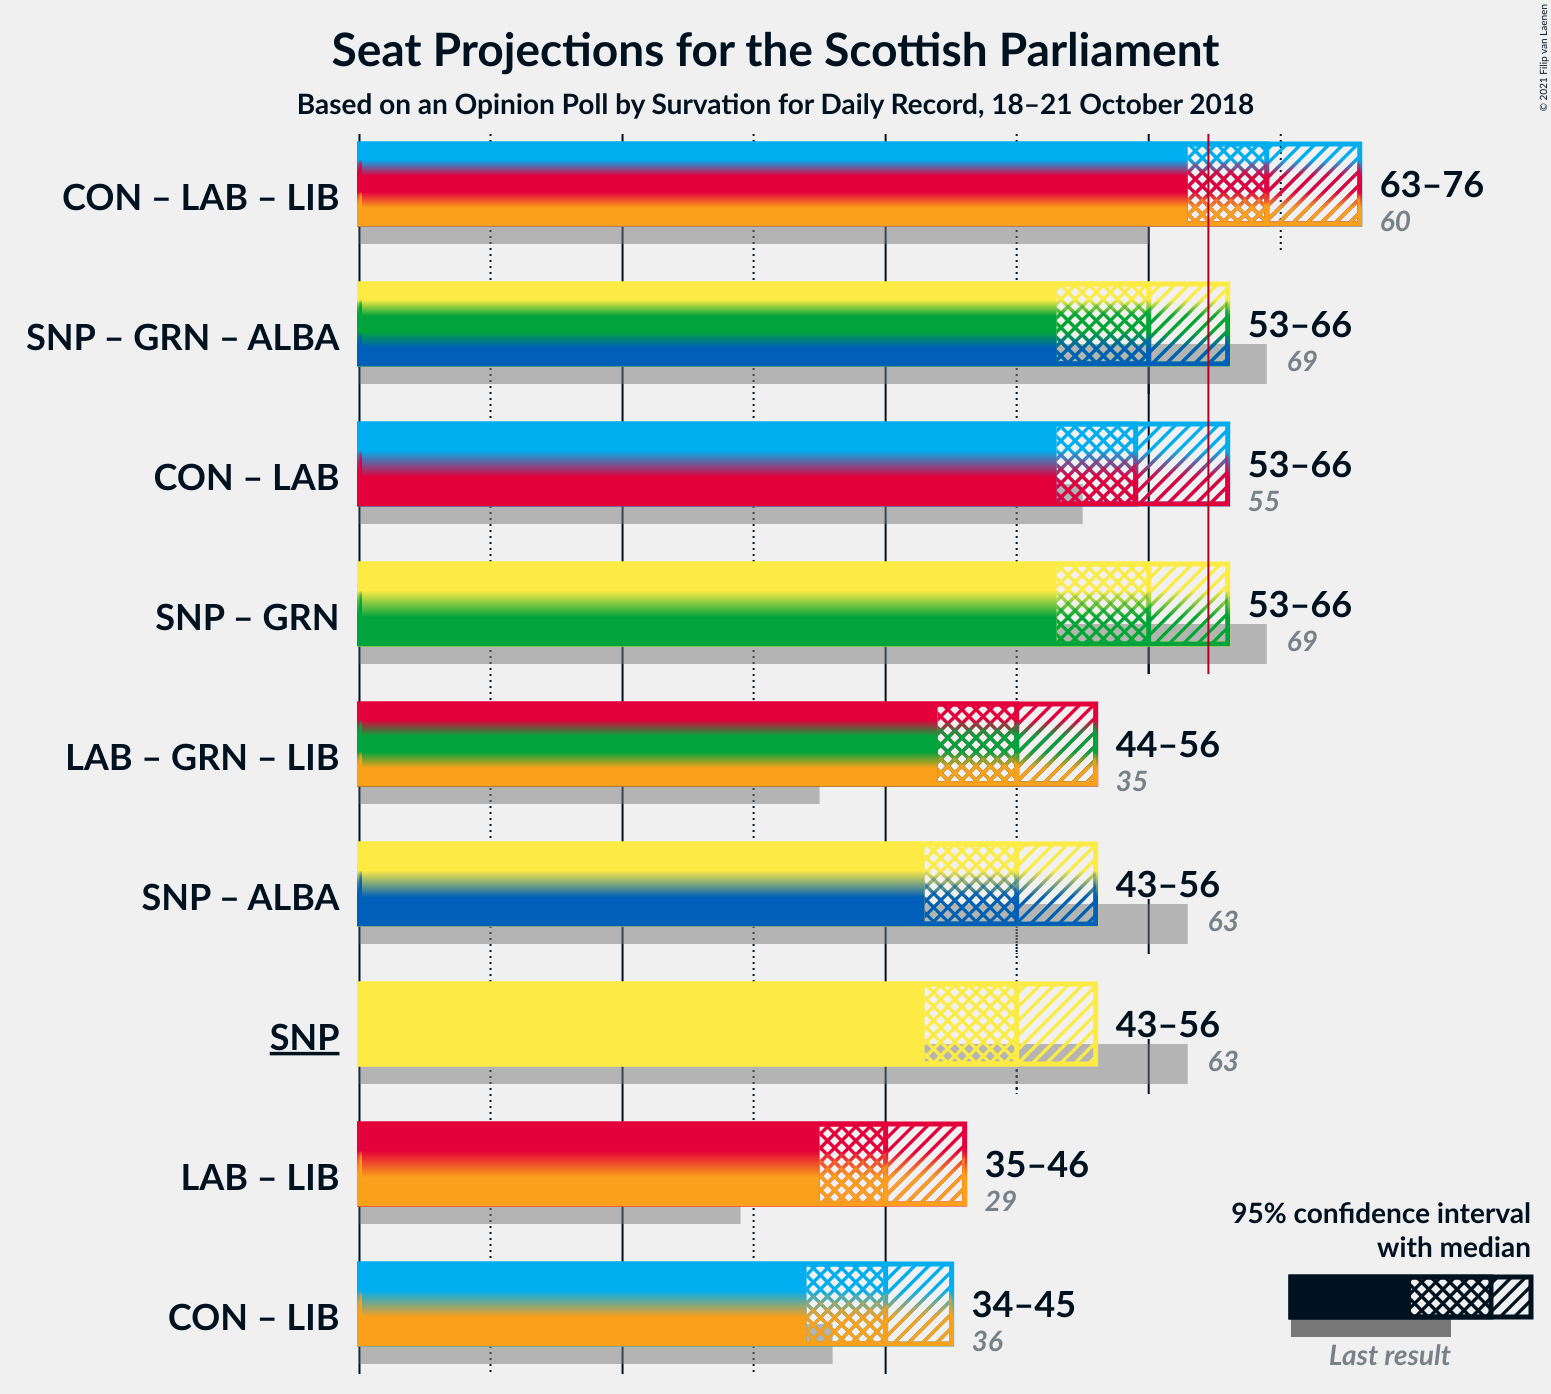 Seat Projections for the Scottish Parliament
Based on an Opinion Poll by Survation for Daily Record, 18–21 October 2018
© 2021 Filip van Laenen
CON – LAB – LIB
63–76
60
SNP – GRN – ALBA
53–66
69
CON – LAB
53–66
55
SNP – GRN
53–66
69
LAB – GRN – LIB
44–56
35
SNP – ALBA
43–56
63
SNP
43–56
63
LAB – LIB
35–46
29
CON – LIB
34–45
36
95% confidence interval
with median
Last result